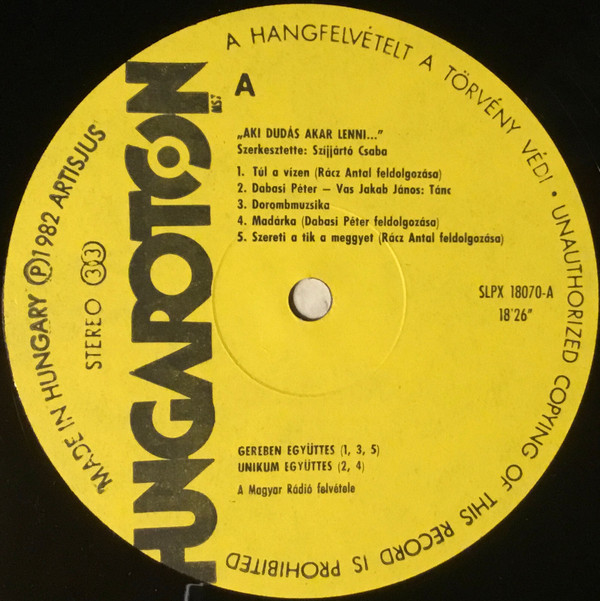 A HANGFELVÉTELT A TÖRVÉNY VÉDI • UNAUTHORIZED COPYING OF THIS RECORD IS PROHIBITED
MADE IN HUNGARY Ⓟ 1982 ARTISJUS
STEREO 33
HUNGAROTON
MSZ
A
„AKI DUDÁS AKAR LENNI..."
Szerkesztette: Szíjjártó Csaba
1. Túl a vízen (Rácz Antal feldolgozása)
2. Dabasi Péter – Vas Jakab János: Tánc
3. Dorombmuzsika
4. Madárka (Dabasi Péter feldolgozása)
5. Szereti a tik a meggyet (Rácz Antal feldolgozása)
SLPX 18070-A
18'26"
GEREBEN EGYÜTTES (1, 3, 5)
UNIKUM EGYÜTTES (2, 4)
A Magyar Rádió felvétele